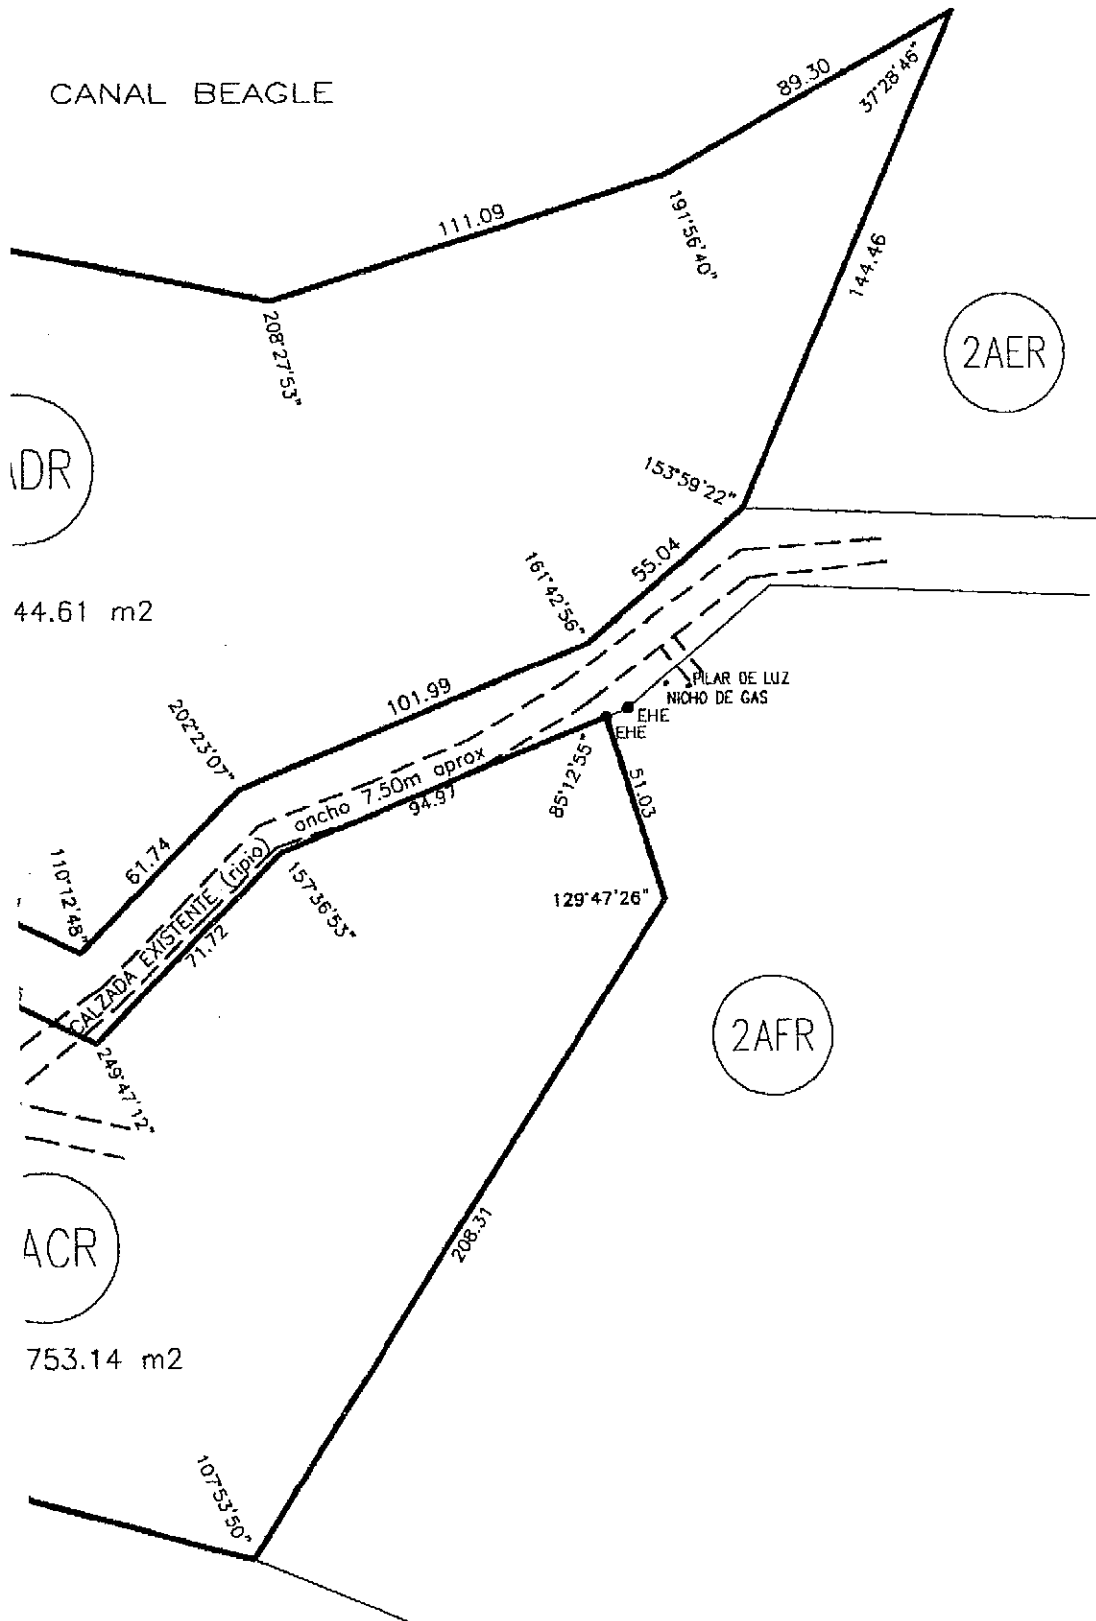 CANAL BEAGLE
89.30
37°28'46"
111.09
191°56'40"
144.46
208°27'53"
2AER
ADR
153°59'22"
55.04
161°42'56"
44.61 m2
101.99
202°23'07"
PILAR DE LUZ
NICHO DE GAS
EHE
EHE
ancho 7.50m aprox
94.97
85°12'55"
51.03
61.74
110°12'48"
157°36'53"
129°47'26"
CALZADA EXISTENTE (ripio)
71.72
249°47'12"
2AFR
ACR
208.31
753.14 m2
107°53'50"